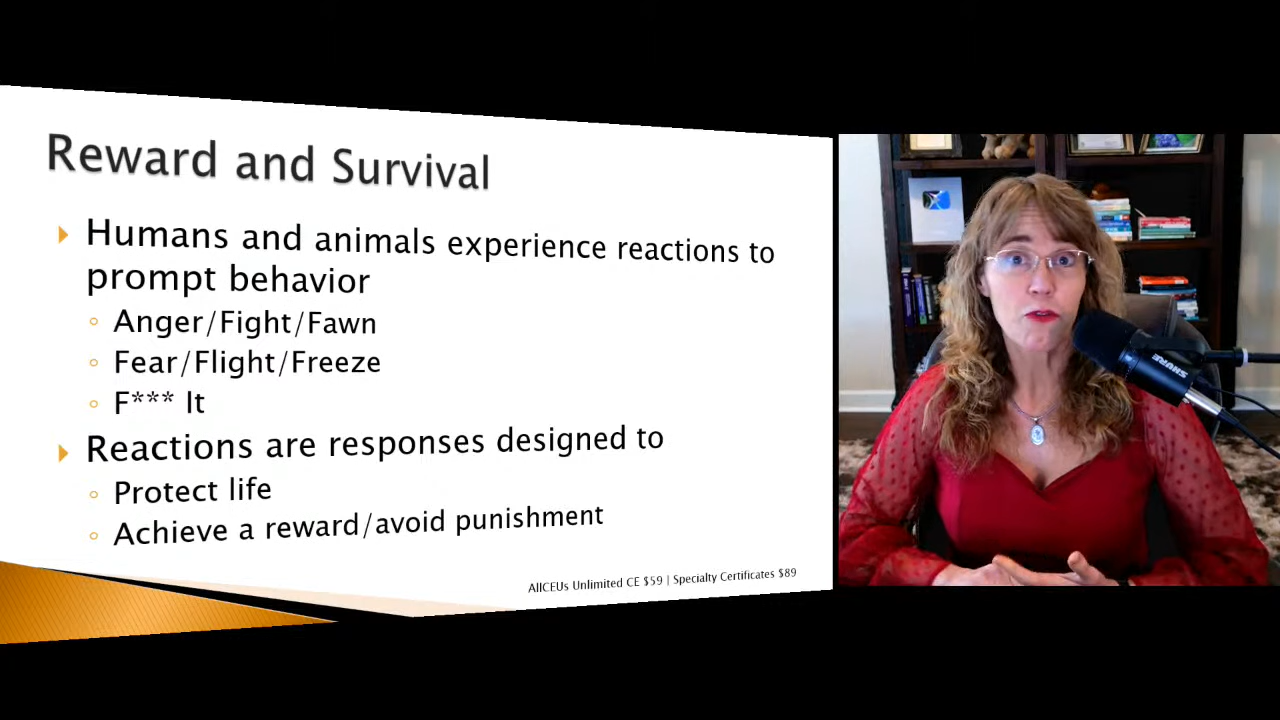 Reward and Survival
Humans and animals experience reactions to
prompt behavior
Anger/Fight/Fawn
Fear/Flight/Freeze
F*** It
Reactions are responses designed to
Protect life
Achieve a reward/avoid punishment
AllCEUs Unlimited CE $59 | Specialty Certificates $89
SHURE